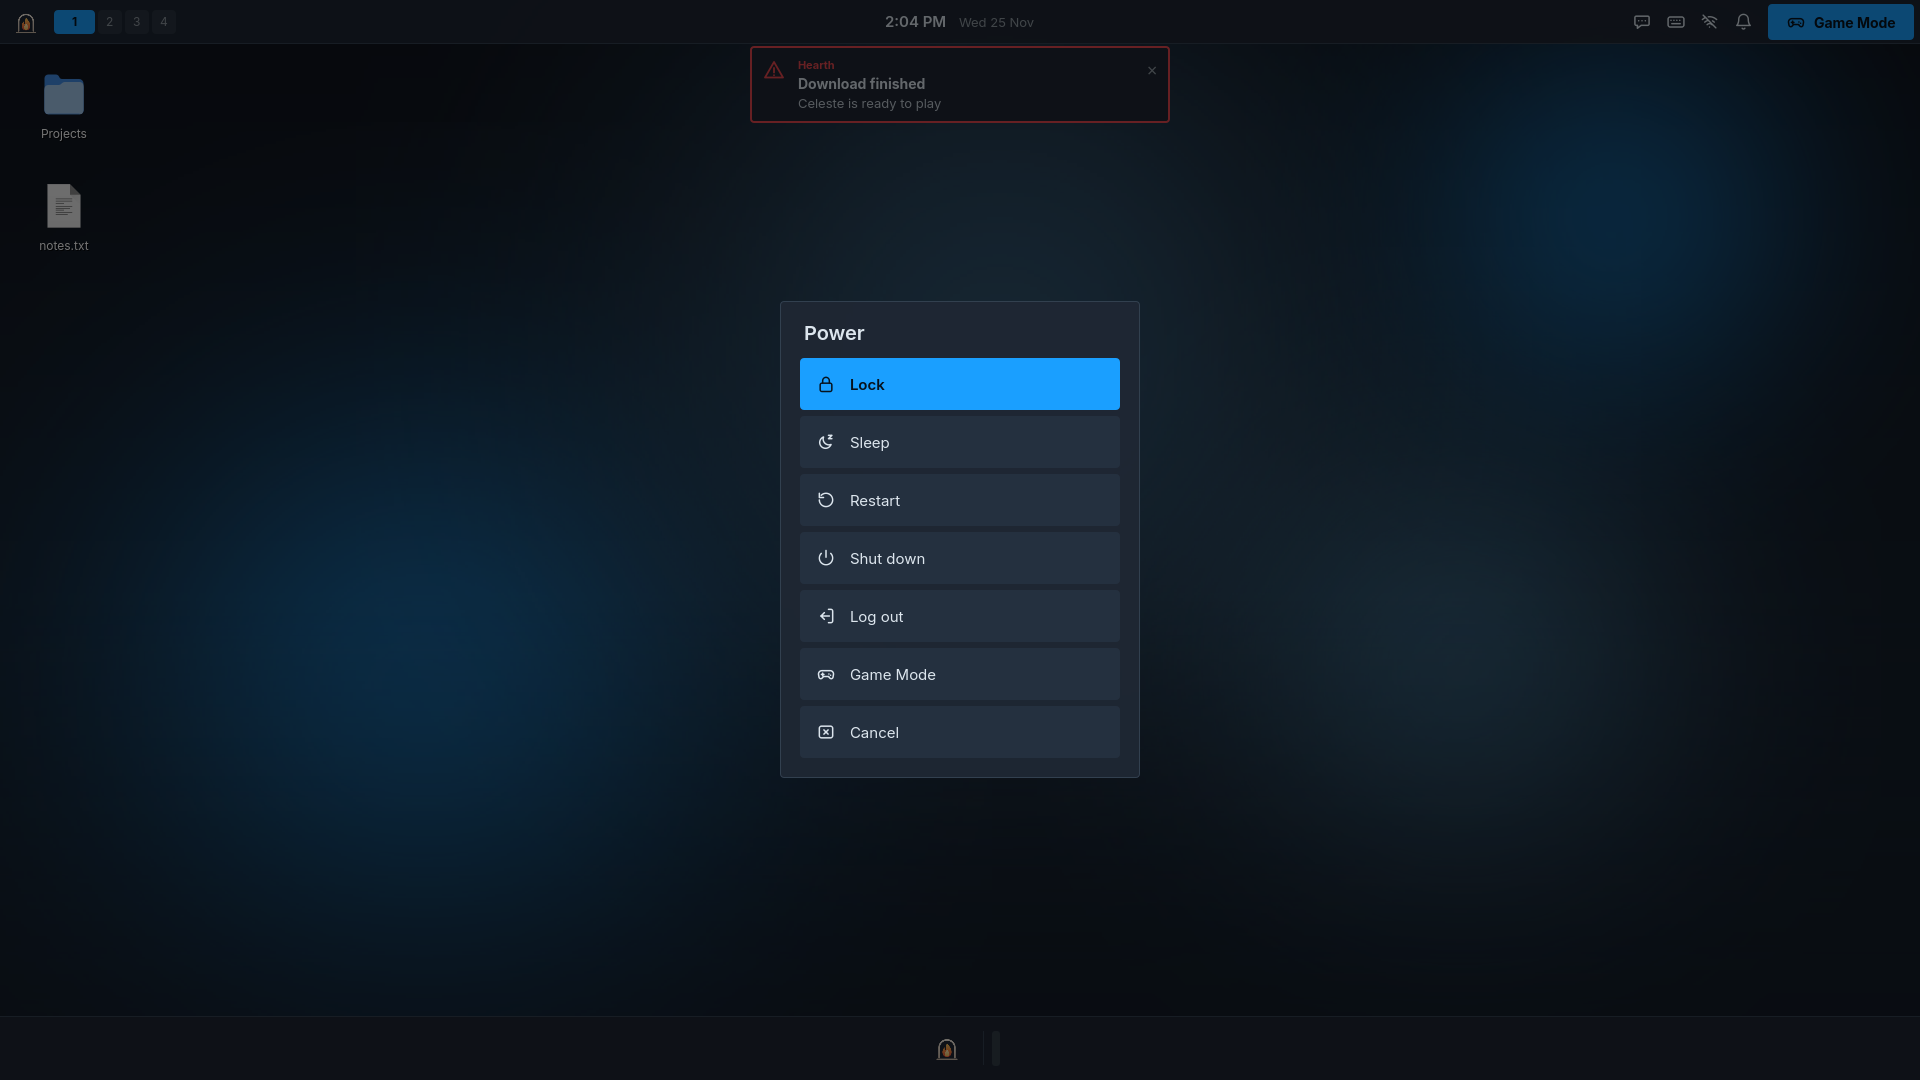 1 2 3 4
2:04 PM Wed 25 Nov
Game Mode
Hearth
Download finished
Celeste is ready to play
Projects
notes.txt
Power
Lock
Sleep
Restart
Shut down
Log out
Game Mode
Cancel